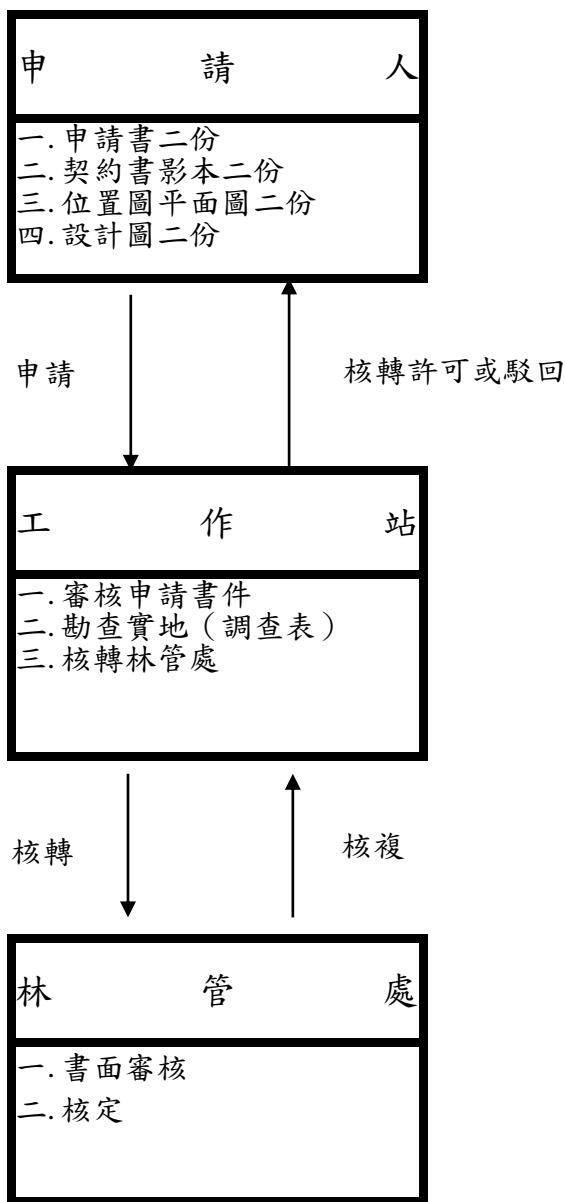 申請人
一.申請書二份
二.契約書影本二份
三.位置圖平面圖二份
四.設計圖二份
申請
核轉許可或駁回
工作站
一.審核申請書件
二.勘查實地（調查表）
三.核轉林管處
核轉
核複
林管處
一.書面審核
二.核定